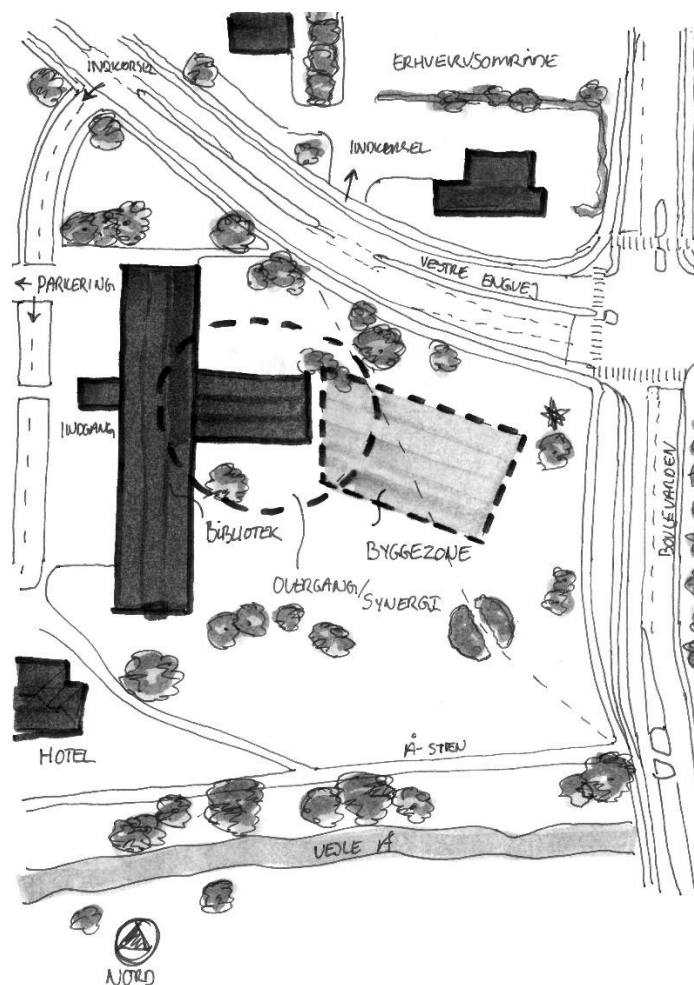 INDKØRSEL
ERHVERVSOMRÅDE
INDKØRSEL
VESTRE ENGVEJ
← PARKERING
INDGANG
BIBLIOTEK
BYGGEZONE
BOULEVARDEN
OVERGANG/
SYNERGI
HOTEL
Å-STIEN
VEJLE Å
NORD